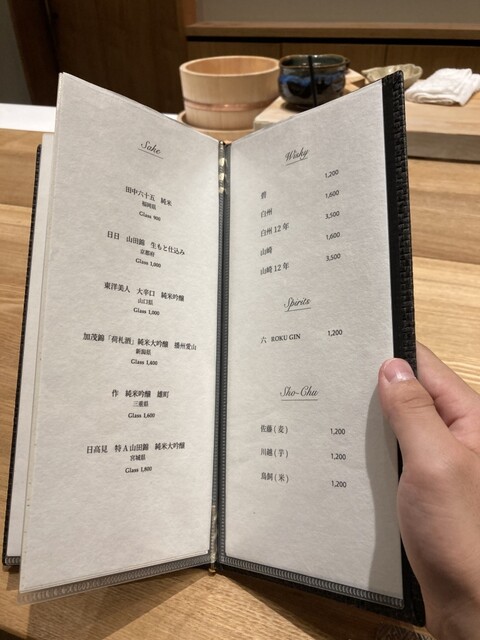 Sake
田中六十五 純米
福岡県
Glass 900
日日 山田錦 生もと仕込み
京都府
Glass 1,000
東洋美人 大辛口 純米吟醸
山口県
Glass 1,000
加茂錦「荷札酒」純米大吟醸 播州愛山
新潟県
Glass 1,400
作 純米吟醸 雄町
三重県
Glass 1,600
日高見 特A山田錦 純米大吟醸
宮城県
Glass 1,800
Wisky
碧 1,200
白州 1,600
白州 12年 3,500
山崎 1,600
山崎 12年 3,500
Spirits
六 ROKU GIN 1,200
Sho-Chu
佐藤(麦) 1,200
川越(芋) 1,200
鳥飼(米) 1,200